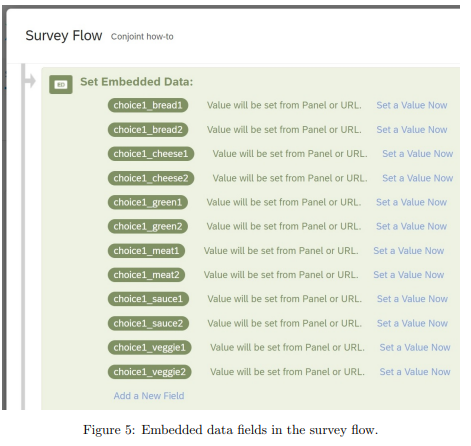 Survey Flow Conjoint how-to
ED Set Embedded Data:
choice1_bread1 Value will be set from Panel or URL. Set a Value Now
choice1_bread2 Value will be set from Panel or URL. Set a Value Now
choice1_cheese1 Value will be set from Panel or URL. Set a Value Now
choice1_cheese2 Value will be set from Panel or URL. Set a Value Now
choice1_green1 Value will be set from Panel or URL. Set a Value Now
choice1_green2 Value will be set from Panel or URL. Set a Value Now
choice1_meat1 Value will be set from Panel or URL. Set a Value Now
choice1_meat2 Value will be set from Panel or URL. Set a Value Now
choice1_sauce1 Value will be set from Panel or URL. Set a Value Now
choice1_sauce2 Value will be set from Panel or URL. Set a Value Now
choice1_veggie1 Value will be set from Panel or URL. Set a Value Now
choice1_veggie2 Value will be set from Panel or URL. Set a Value Now
Add a New Field
Figure 5: Embedded data fields in the survey flow.